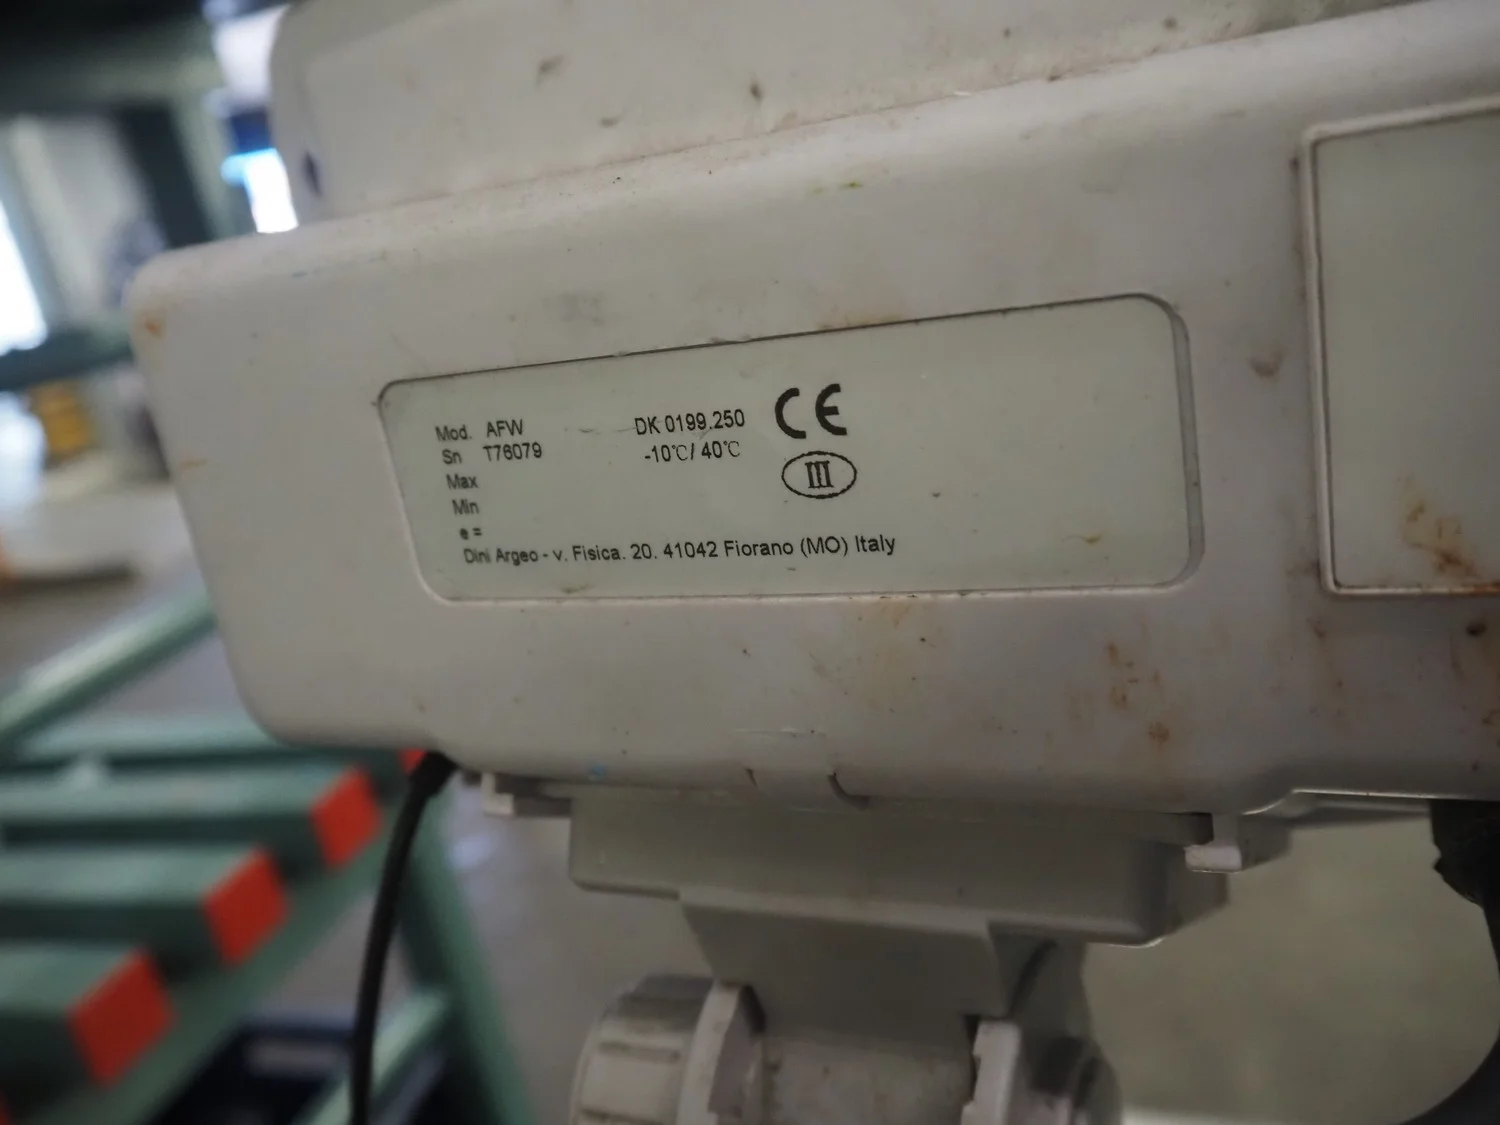 Mod. AFW DK 0199.250 CE
Sn T76079 -10℃/ 40℃ III
Max
Min
e =
Dini Argeo - v. Fisica. 20. 41042 Fiorano (MO) Italy